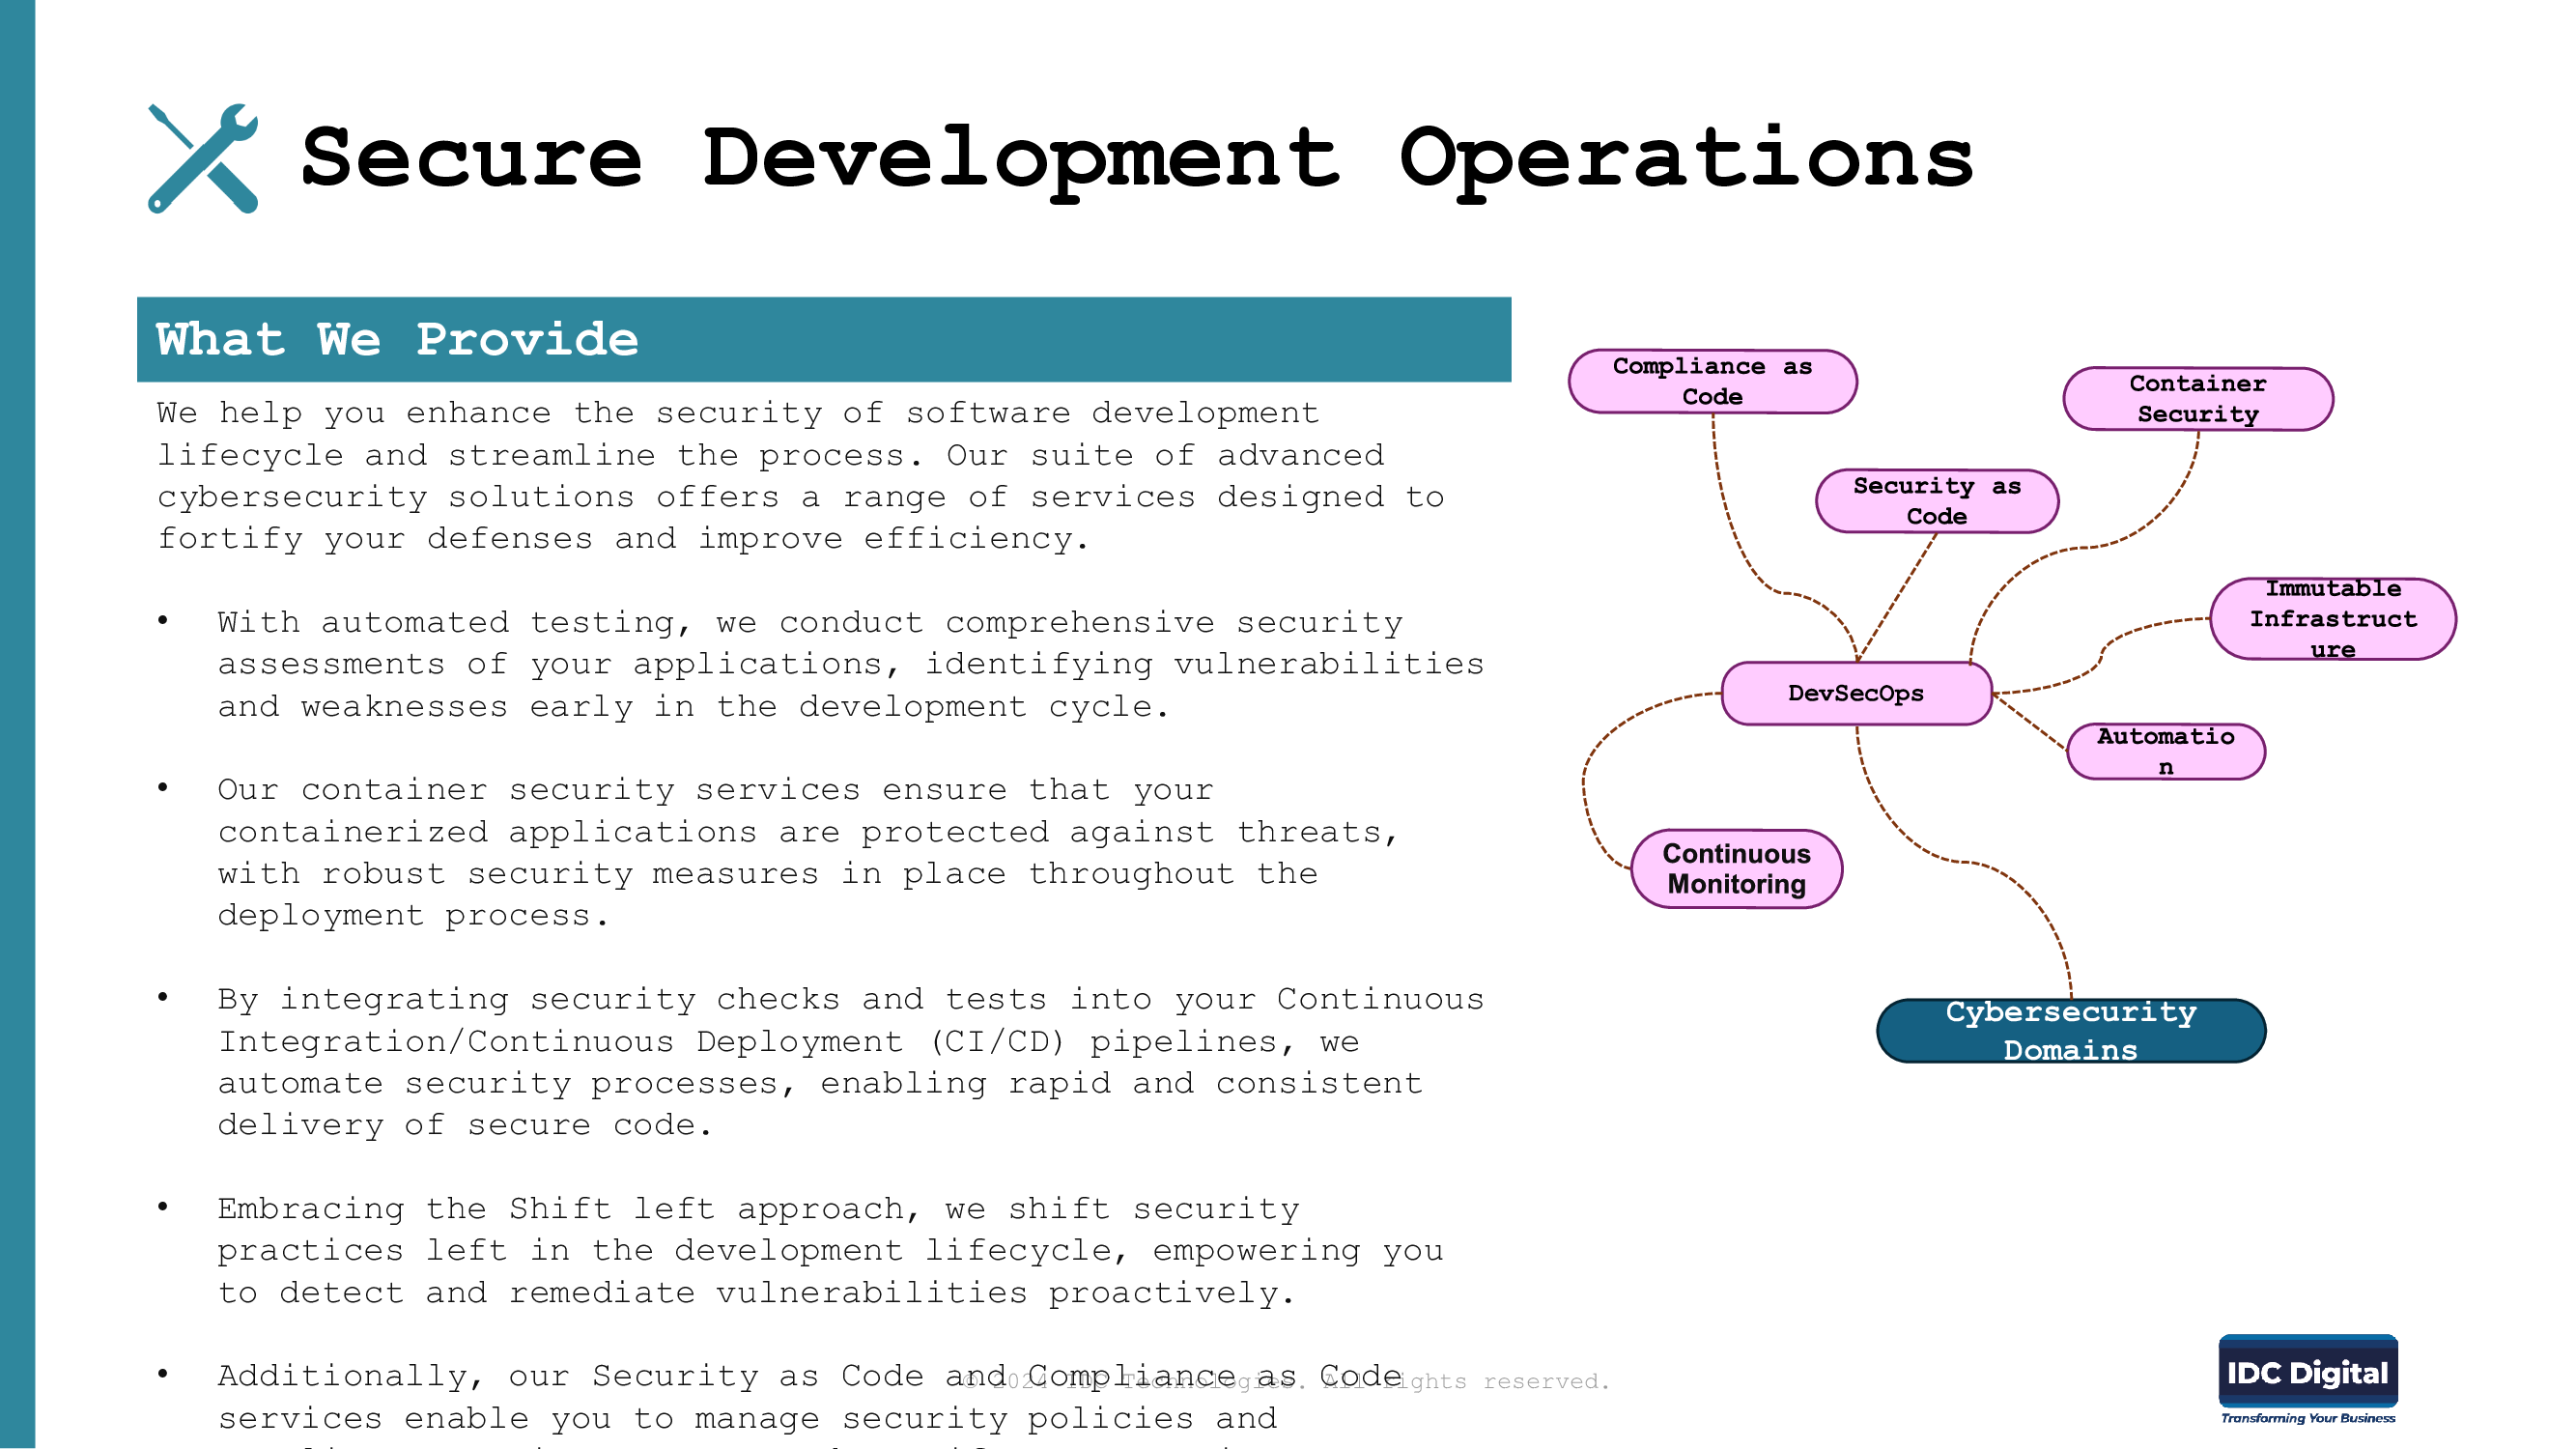 Secure Development Operations
What We Provide
We help you enhance the security of software development
lifecycle and streamline the process. Our suite of advanced
cybersecurity solutions offers a range of services designed to
fortify your defenses and improve efficiency.
• With automated testing, we conduct comprehensive security
assessments of your applications, identifying vulnerabilities
and weaknesses early in the development cycle.
• Our container security services ensure that your
containerized applications are protected against threats,
with robust security measures in place throughout the
deployment process.
• By integrating security checks and tests into your Continuous
Integration/Continuous Deployment (CI/CD) pipelines, we
automate security processes, enabling rapid and consistent
delivery of secure code.
• Embracing the Shift left approach, we shift security
practices left in the development lifecycle, empowering you
to detect and remediate vulnerabilities proactively.
• Additionally, our Security as Code and Compliance as Code
services enable you to manage security policies and
Compliance as
Code
Container
Security
Security as
Code
Immutable
Infrastruct
ure
DevSecOps
Automatio
n
Continuous
Monitoring
Cybersecurity
Domains
© 2024 IDC Technologies. All rights reserved.
IDC Digital
Transforming Your Business